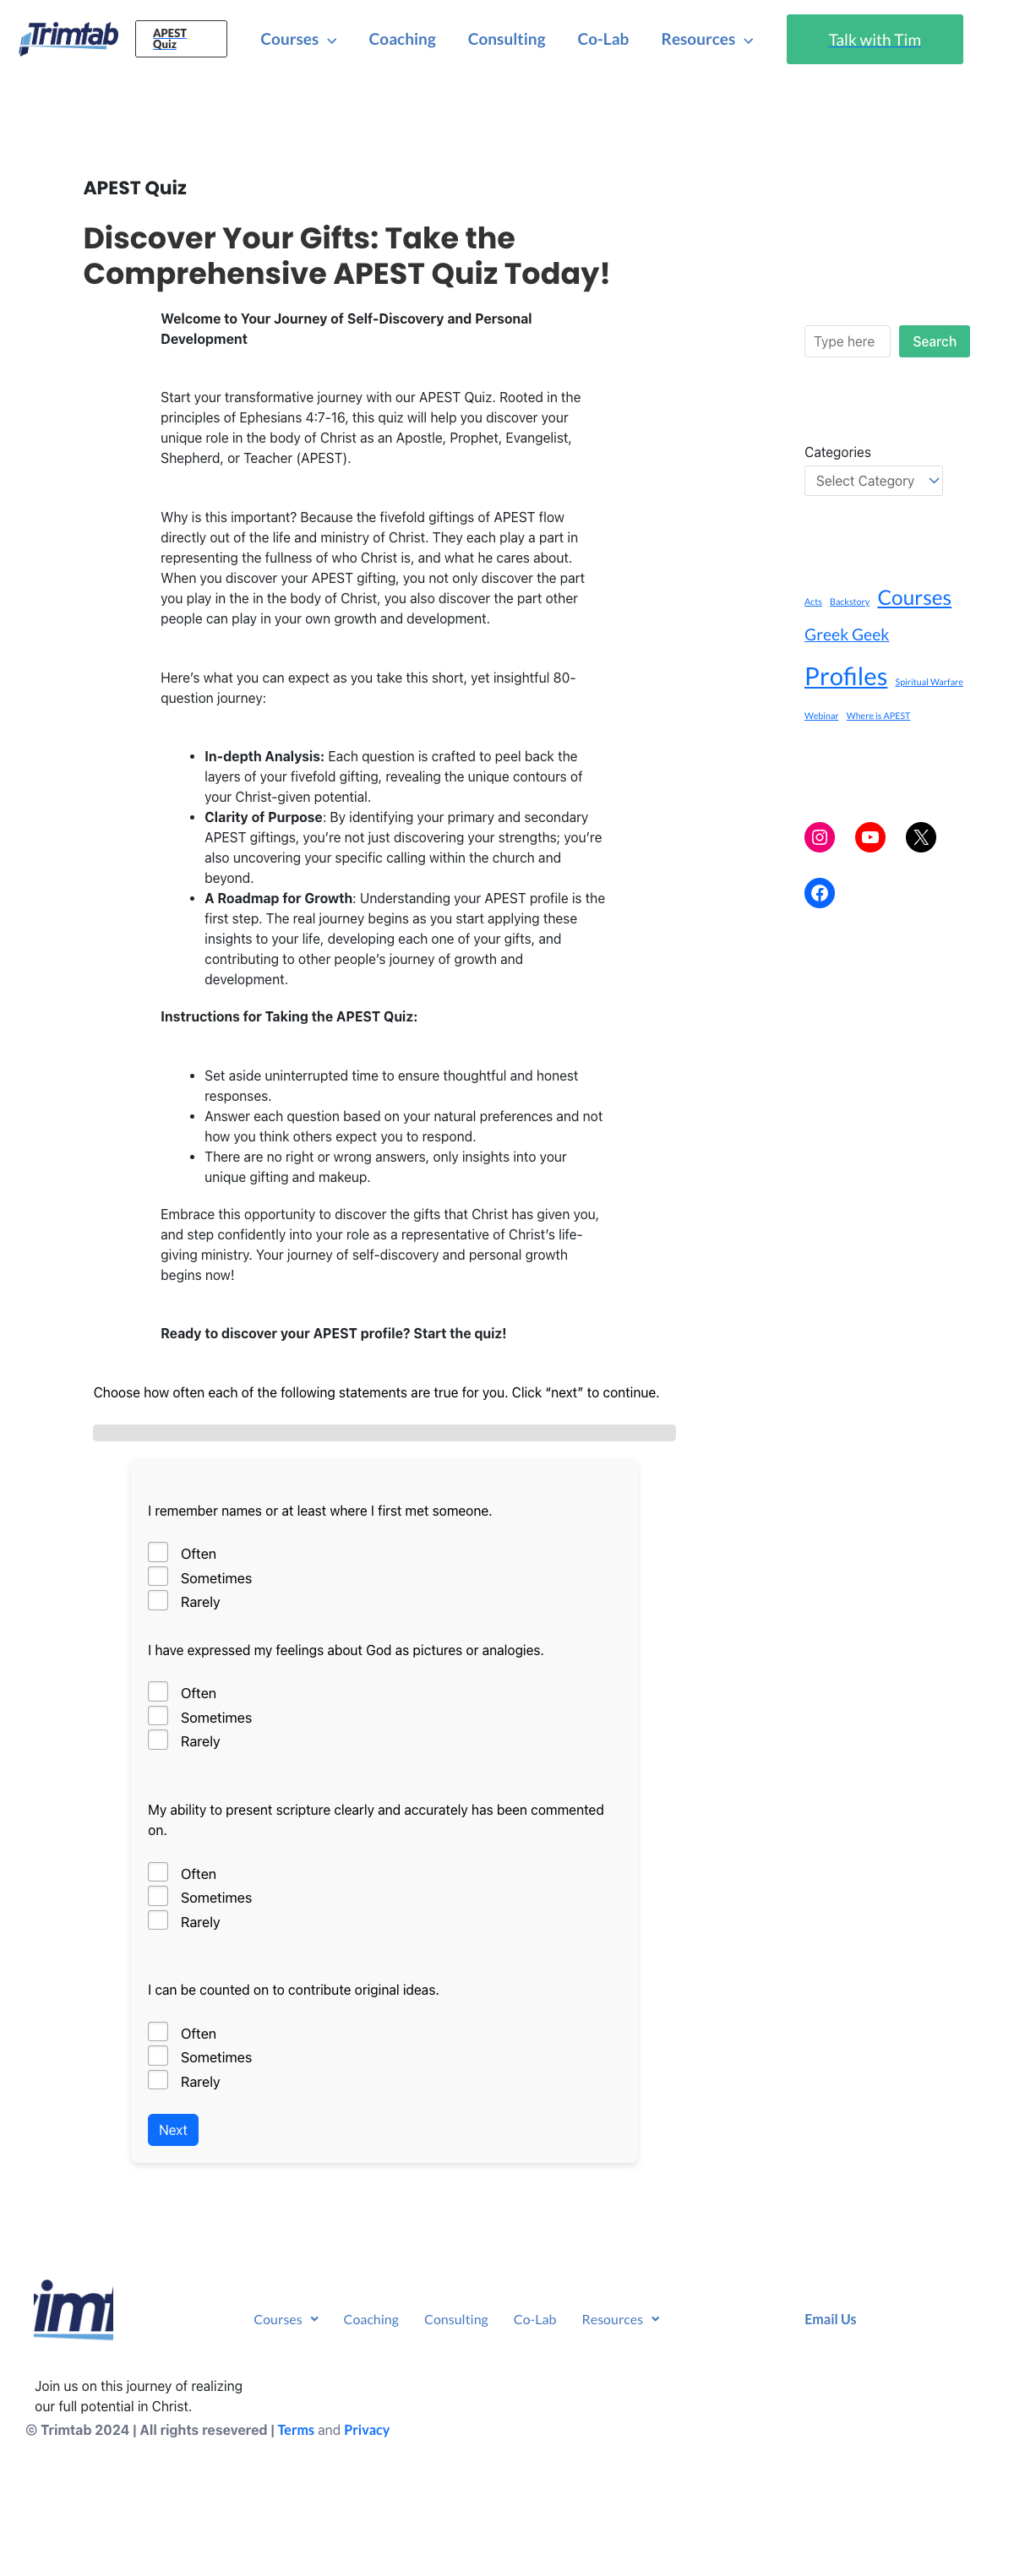 Trimtab
APEST
Quiz
Courses
Coaching
Consulting
Co-Lab
Resources
Talk with Tim
APEST Quiz
Discover Your Gifts: Take the
Comprehensive APEST Quiz Today!
Welcome to Your Journey of Self-Discovery and Personal
Development
Start your transformative journey with our APEST Quiz. Rooted in the
principles of Ephesians 4:7-16, this quiz will help you discover your
unique role in the body of Christ as an Apostle, Prophet, Evangelist,
Shepherd, or Teacher (APEST).
Why is this important? Because the fivefold giftings of APEST flow
directly out of the life and ministry of Christ. They each play a part in
representing the fullness of who Christ is, and what he cares about.
When you discover your APEST gifting, you not only discover the part
you play in the in the body of Christ, you also discover the part other
people can play in your own growth and development.
Here’s what you can expect as you take this short, yet insightful 80-
question journey:
• In-depth Analysis: Each question is crafted to peel back the
layers of your fivefold gifting, revealing the unique contours of
your Christ-given potential.
• Clarity of Purpose: By identifying your primary and secondary
APEST giftings, you’re not just discovering your strengths; you’re
also uncovering your specific calling within the church and
beyond.
• A Roadmap for Growth: Understanding your APEST profile is the
first step. The real journey begins as you start applying these
insights to your life, developing each one of your gifts, and
contributing to other people’s journey of growth and
development.
Instructions for Taking the APEST Quiz:
• Set aside uninterrupted time to ensure thoughtful and honest
responses.
• Answer each question based on your natural preferences and not
how you think others expect you to respond.
• There are no right or wrong answers, only insights into your
unique gifting and makeup.
Embrace this opportunity to discover the gifts that Christ has given you,
and step confidently into your role as a representative of Christ’s life-
giving ministry. Your journey of self-discovery and personal growth
begins now!
Ready to discover your APEST profile? Start the quiz!
Choose how often each of the following statements are true for you. Click “next” to continue.
I remember names or at least where I first met someone.
Often
Sometimes
Rarely
I have expressed my feelings about God as pictures or analogies.
Often
Sometimes
Rarely
My ability to present scripture clearly and accurately has been commented
on.
Often
Sometimes
Rarely
I can be counted on to contribute original ideas.
Often
Sometimes
Rarely
Next
Type here
Search
Categories
Select Category
Acts Backstory Courses
Greek Geek
Profiles Spiritual Warfare
Webinar Where is APEST
Courses
Coaching
Consulting
Co-Lab
Resources
Email Us
Join us on this journey of realizing
our full potential in Christ.
© Trimtab 2024 | All rights resevered | Terms and Privacy